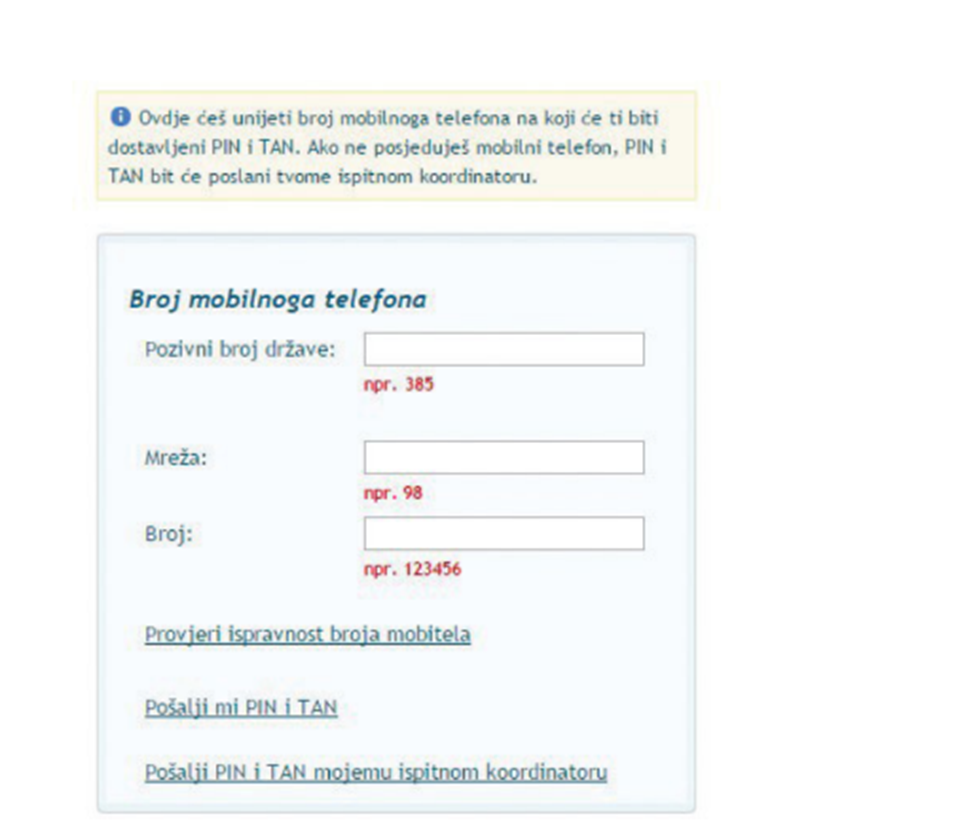 Ovdje ćeš unijeti broj mobilnoga telefona na koji će ti biti
dostavljeni PIN i TAN. Ako ne posjeduješ mobilni telefon, PIN i
TAN bit će poslani tvome ispitnom koordinatoru.
Broj mobilnoga telefona
Pozivni broj države:
npr. 385
Mreža:
npr. 98
Broj:
npr. 123456
Provjeri ispravnost broja mobitela
Pošalji mi PIN i TAN
Pošalji PIN i TAN mojemu ispitnom koordinatoru